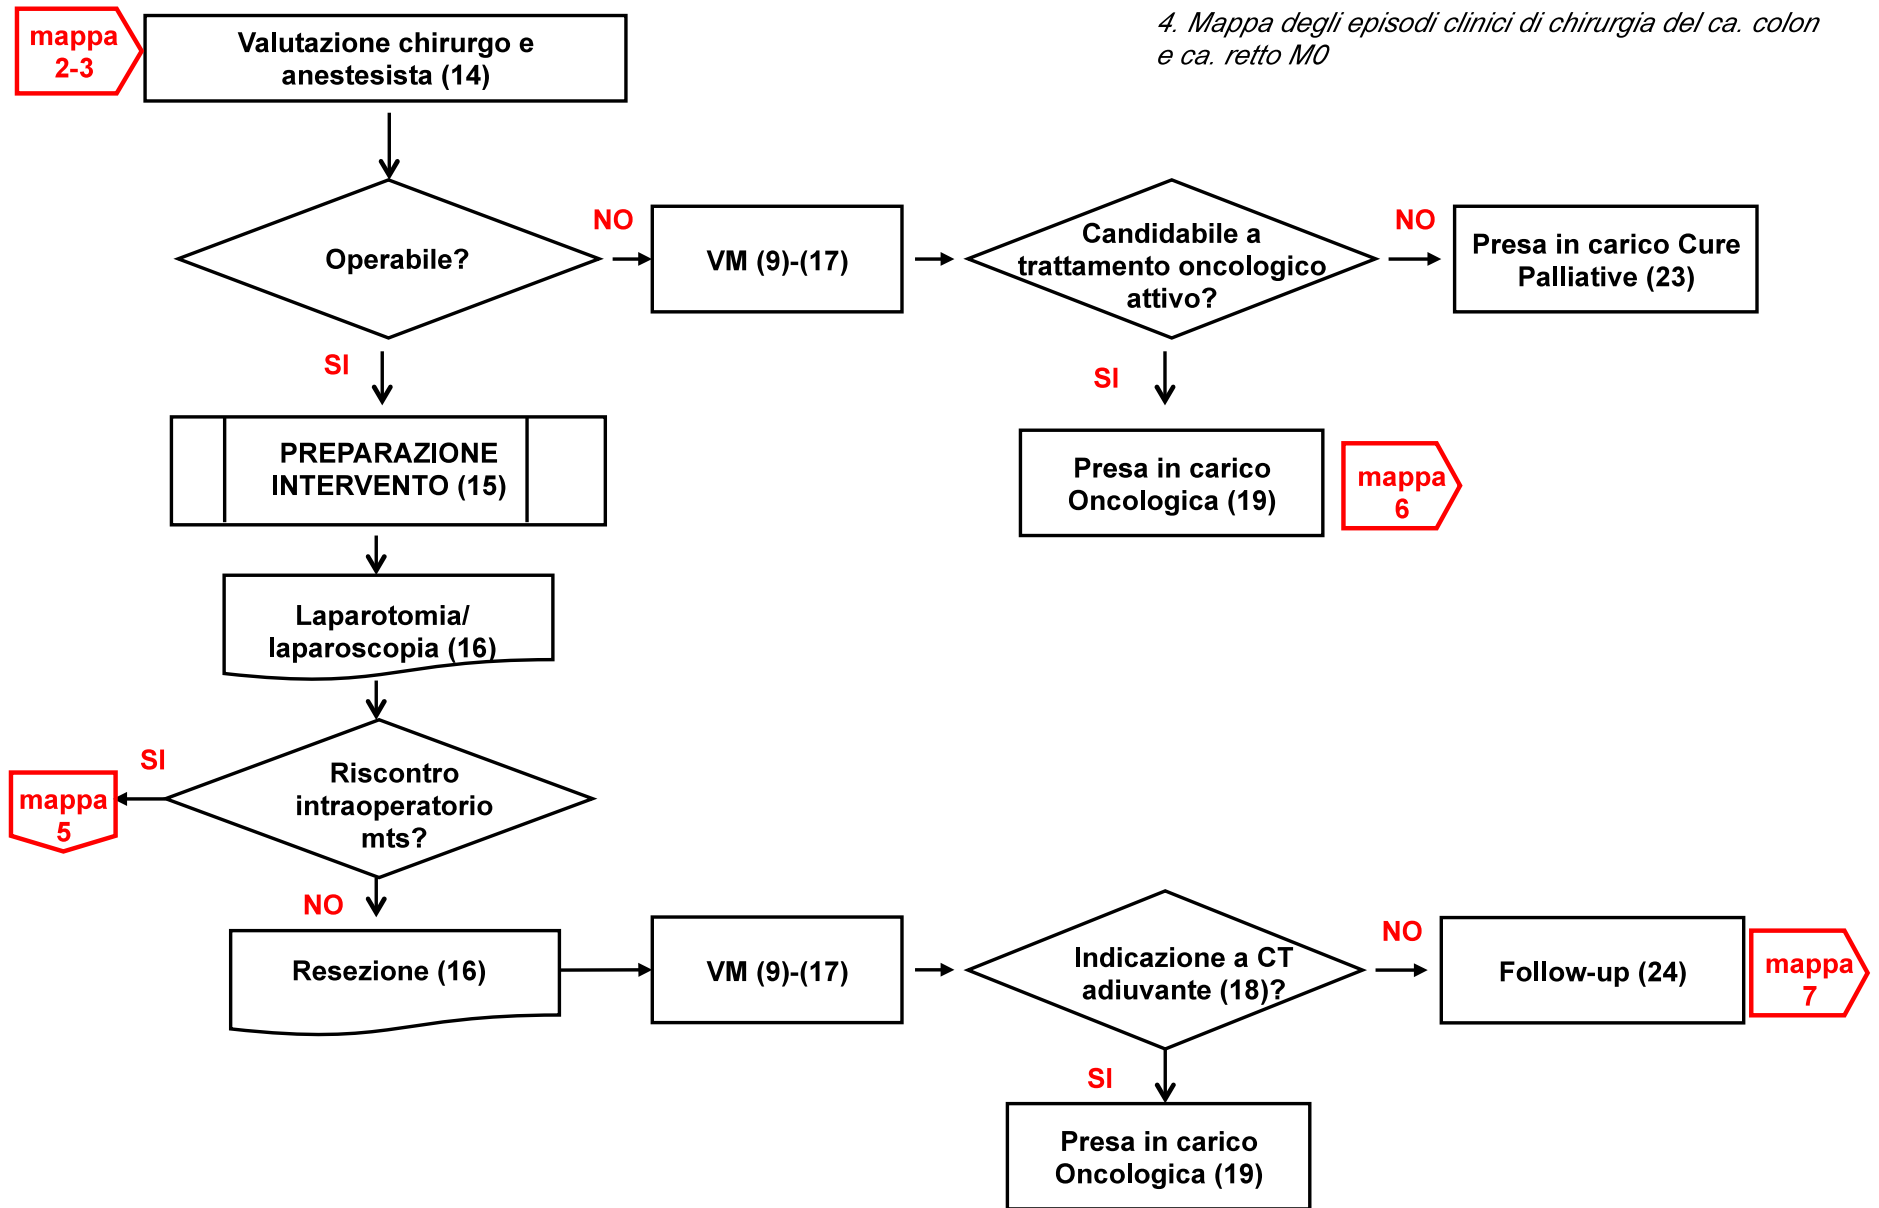 mappa
2-3
Valutazione chirurgo e
anestesista (14)
4. Mappa degli episodi clinici di chirurgia del ca. colon
e ca. retto M0
Operabile?
NO
VM (9)-(17)
Candidabile a
trattamento oncologico
attivo?
NO
Presa in carico Cure
Palliative (23)
SI
SI
PREPARAZIONE
INTERVENTO (15)
Presa in carico
Oncologica (19)
mappa
6
Laparotomia/
laparoscopia (16)
SI
mappa
5
Riscontro
intraoperatorio
mts?
NO
Resezione (16)
VM (9)-(17)
Indicazione a CT
adiuvante (18)?
NO
Follow-up (24)
mappa
7
SI
Presa in carico
Oncologica (19)